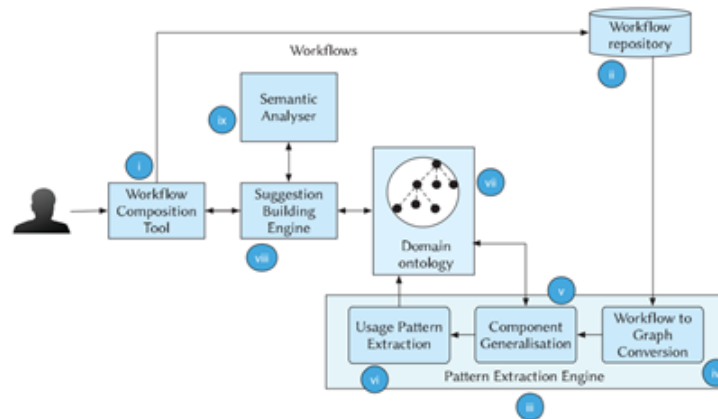 Workflow
repository
ii
Workflows
Semantic
Analyser
ix
i
Workflow
Composition
Tool
Suggestion
Building
Engine
viii
vii
Domain
ontology
v
Usage Pattern
Extraction
Component
Generalisation
Workflow to
Graph
Conversion
vi
iv
Pattern Extraction Engine
iii